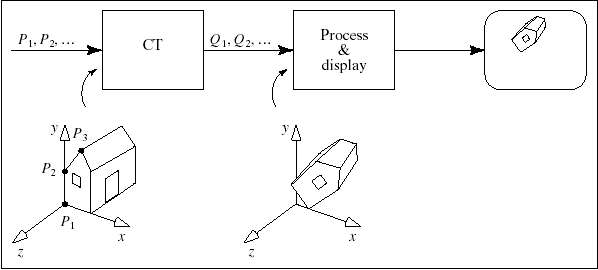 P1, P2, ...
CT
Q1, Q2, ...
Process
&
display
y
P3
P2
P1
x
z
y
x
z